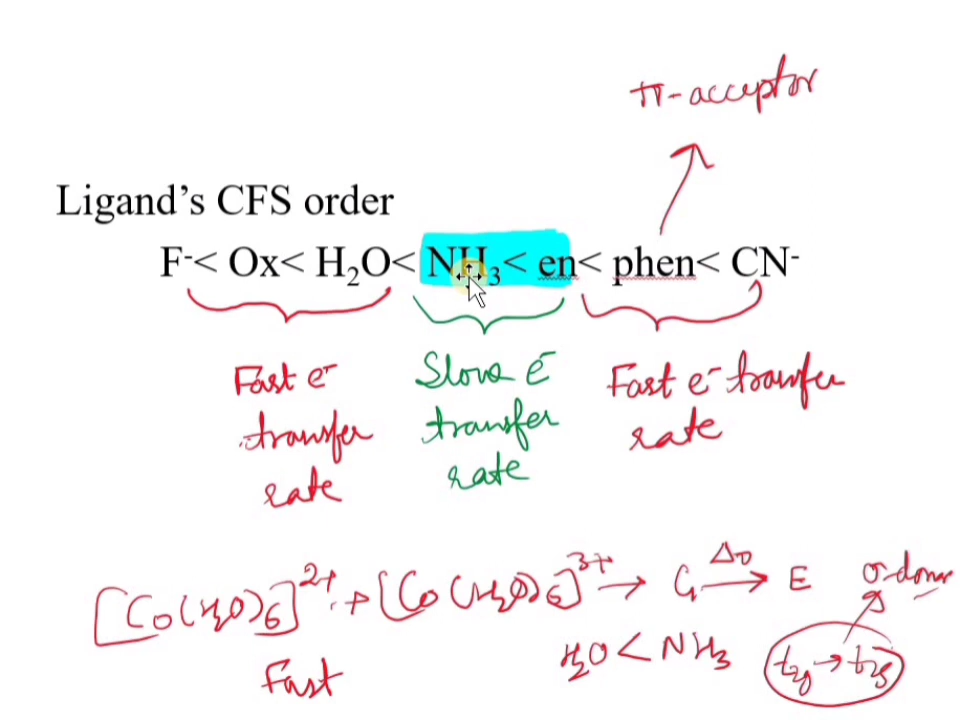 π-acceptor
Ligand's CFS order
F⁻< Ox< H₂O< NH₃< en< phen< CN⁻
Fast e⁻ transfer rate
Slow e⁻ transfer rate
Fast e⁻ transfer rate
[Co(H₂O)₆]²⁺ + [Co(H₂O)₆]³⁺ → G Δ₀→ E
σ-donor
Fast
H₂O < NH₃
t₂g → t₂g